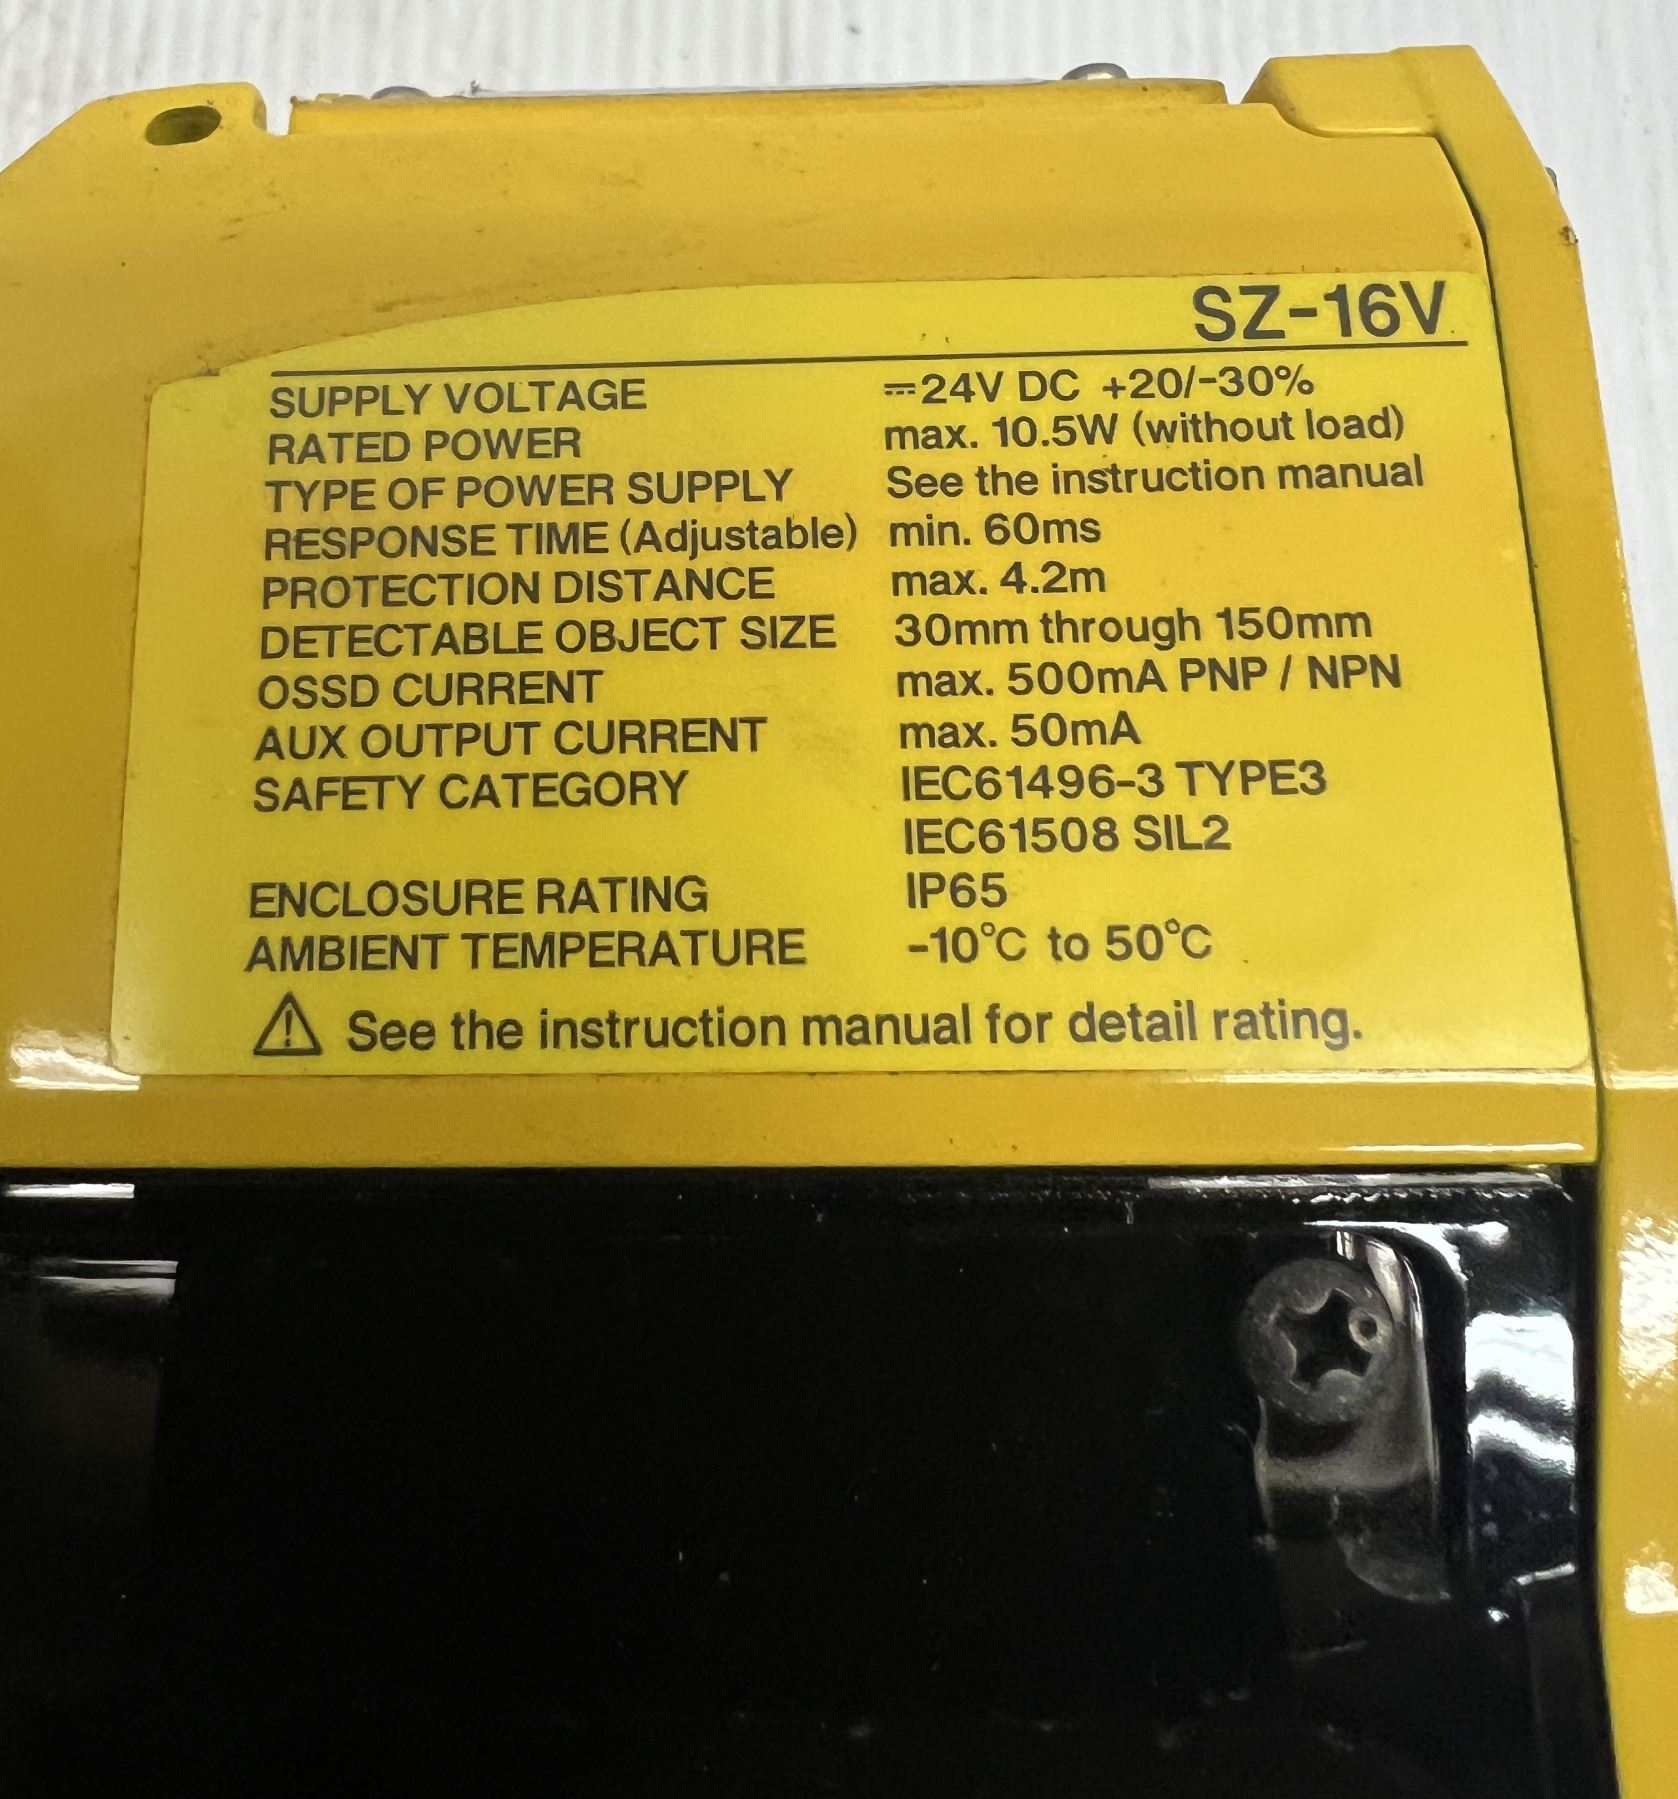 SZ-16V
SUPPLY VOLTAGE ⎓24V DC +20/-30%
RATED POWER max. 10.5W (without load)
TYPE OF POWER SUPPLY See the instruction manual
RESPONSE TIME (Adjustable) min. 60ms
PROTECTION DISTANCE max. 4.2m
DETECTABLE OBJECT SIZE 30mm through 150mm
OSSD CURRENT max. 500mA PNP / NPN
AUX OUTPUT CURRENT max. 50mA
SAFETY CATEGORY IEC61496-3 TYPE3
IEC61508 SIL2
ENCLOSURE RATING IP65
AMBIENT TEMPERATURE -10°C to 50°C
⚠ See the instruction manual for detail rating.